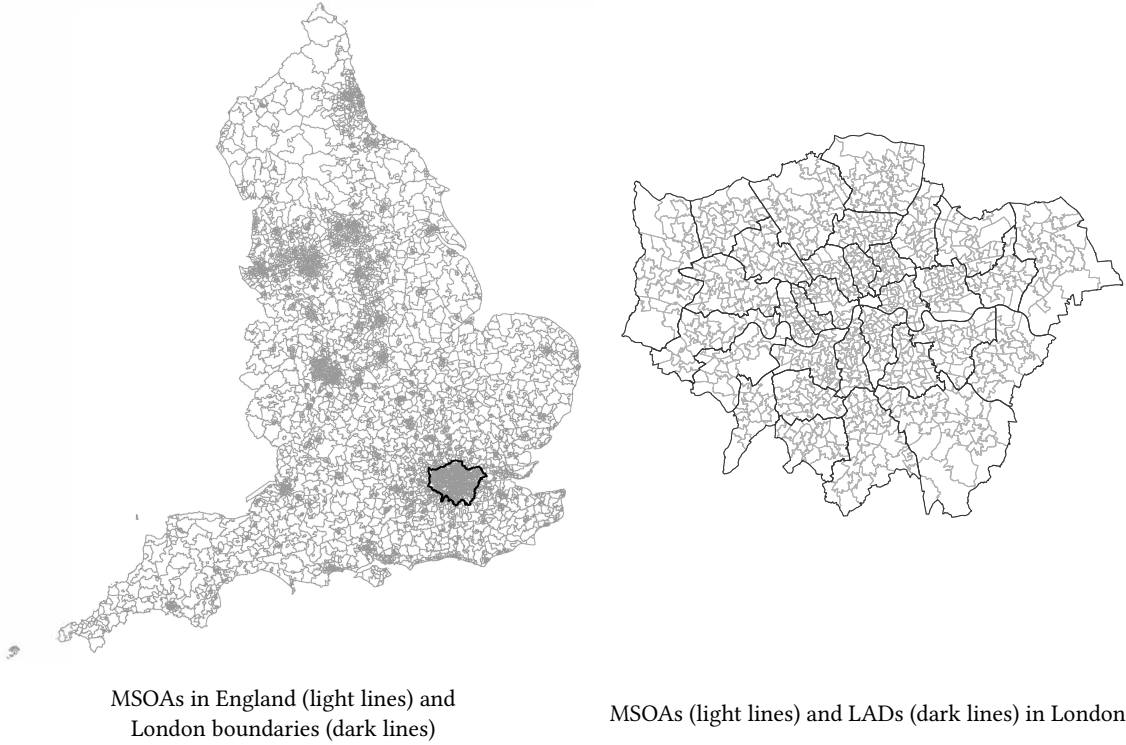 MSOAs in England (light lines) and
London boundaries (dark lines)
MSOAs (light lines) and LADs (dark lines) in London